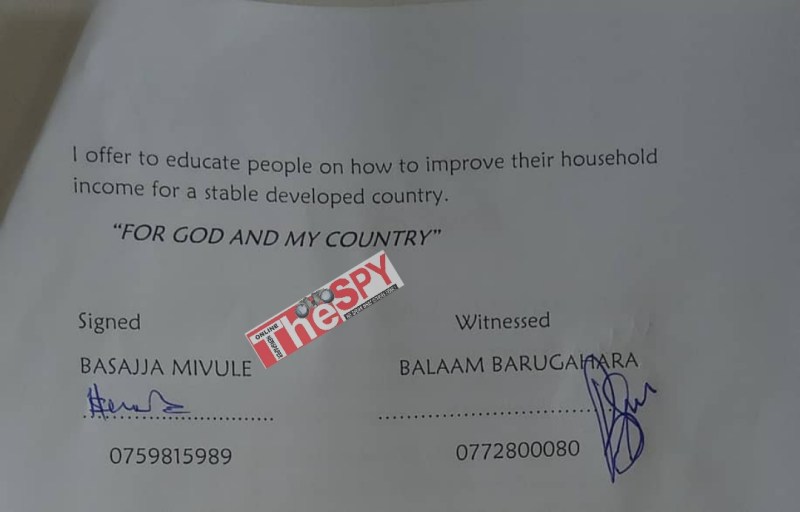 I offer to educate people on how to improve their household
income for a stable developed country.
“FOR GOD AND MY COUNTRY”
ONLINE
TheSPY
Signed
Witnessed
BASAJJA MIVULE
BALAAM BARUGAHARA
0759815989
0772800080